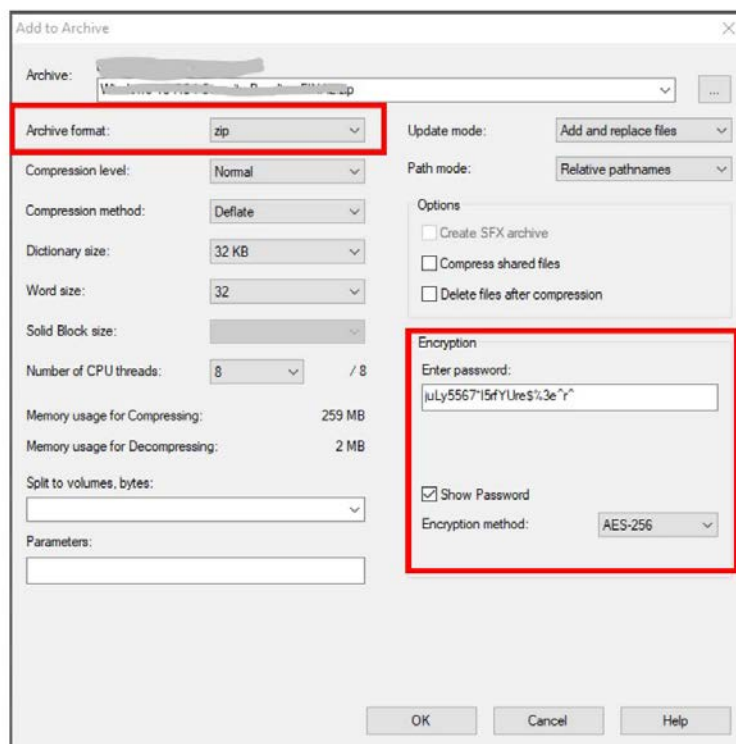 Add to Archive
Archive:
...
Archive format: zip
Update mode: Add and replace files
Compression level: Normal
Path mode: Relative pathnames
Compression method: Deflate
Options
Create SFX archive
Dictionary size: 32 KB
Compress shared files
Word size: 32
Delete files after compression
Solid Block size:
Encryption
Number of CPU threads: 8 / 8
Enter password:
juLy5567*I5rfYUre$%3e^r^
Memory usage for Compressing: 259 MB
Memory usage for Decompressing: 2 MB
Split to volumes, bytes:
Show Password
Encryption method: AES-256
Parameters:
OK Cancel Help